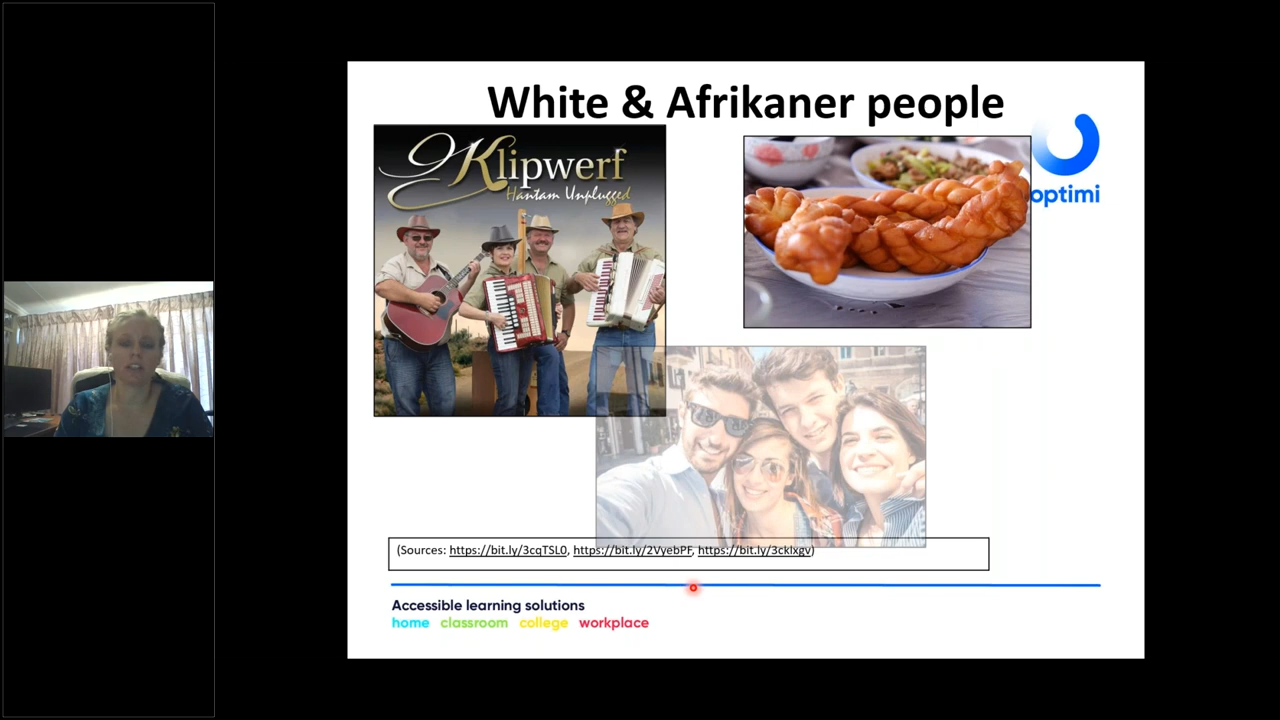 White & Afrikaner people
Klipwerf
Hantam Unplugged
optimi
(Sources: https://bit.ly/3cqTSL0, https://bit.ly/2VyebPF, https://bit.ly/3cklxgv)
Accessible learning solutions
home classroom college workplace